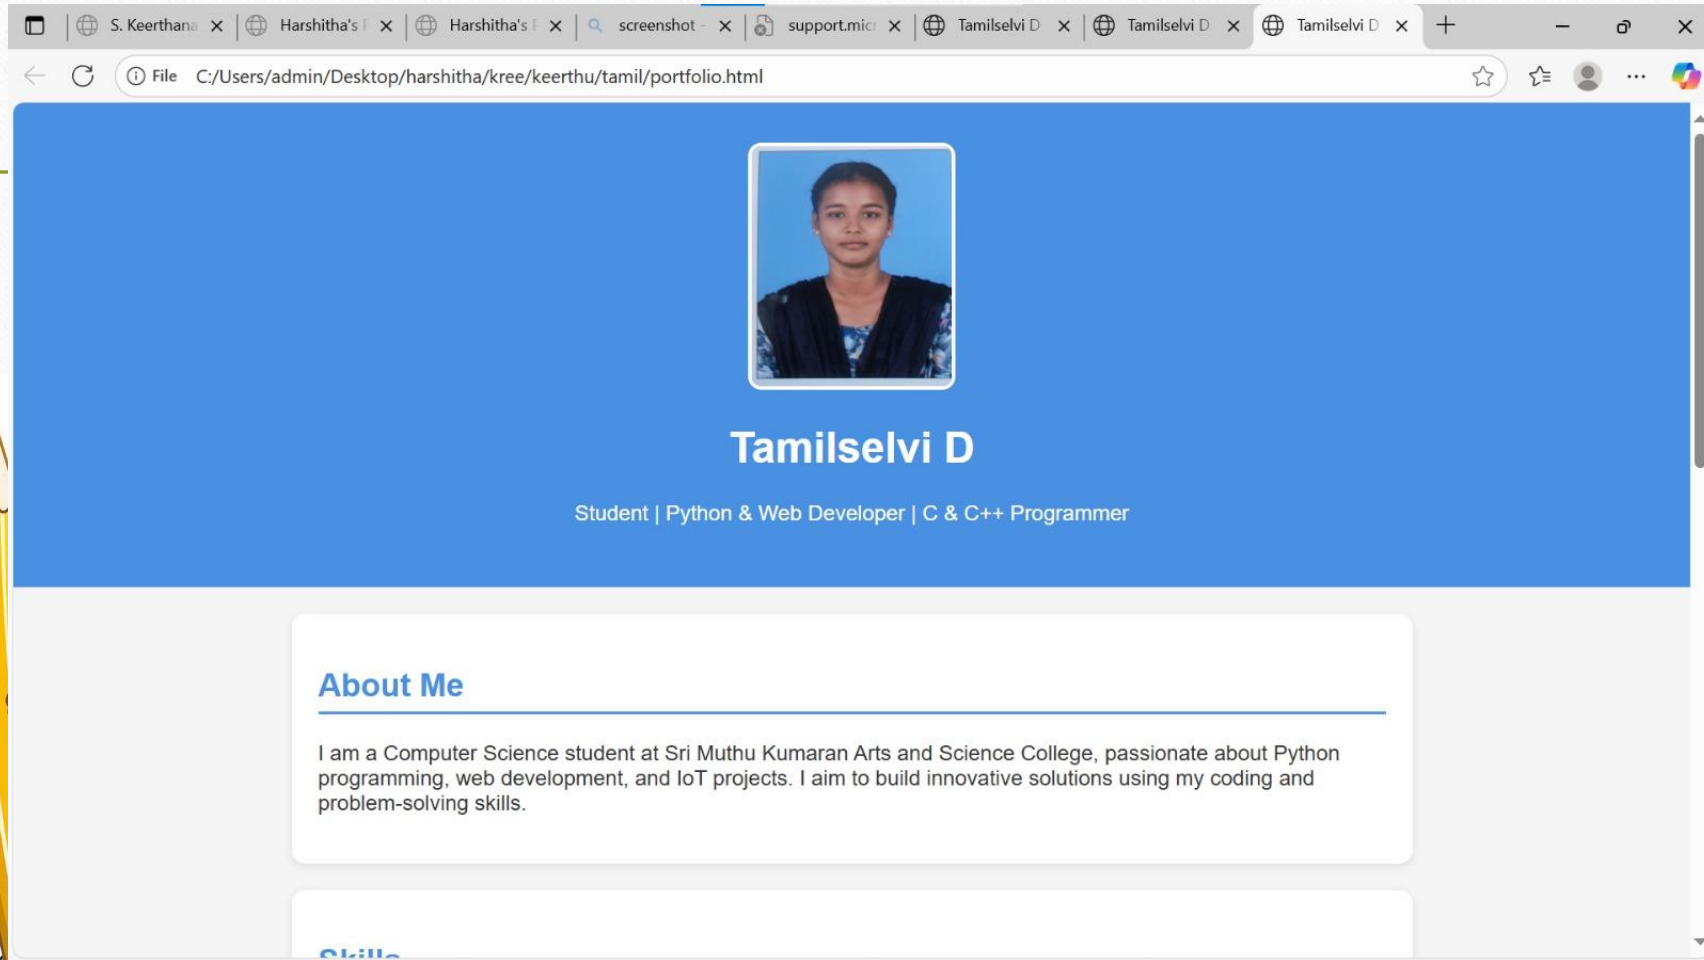 S. Keerthana
Harshitha's
Harshitha's
screenshot -
support.micr
Tamilselvi D
Tamilselvi D
Tamilselvi D
File C:/Users/admin/Desktop/harshitha/kree/keerthu/tamil/portfolio.html
Tamilselvi D
Student | Python & Web Developer | C & C++ Programmer
About Me
I am a Computer Science student at Sri Muthu Kumaran Arts and Science College, passionate about Python
programming, web development, and IoT projects. I aim to build innovative solutions using my coding and
problem-solving skills.
Skills